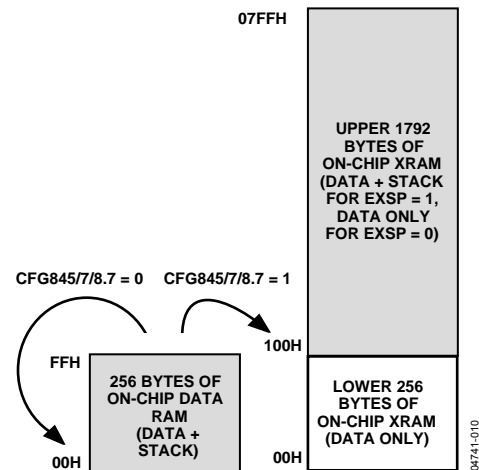 07FFH
UPPER 1792
BYTES OF
ON-CHIP XRAM
(DATA + STACK
FOR EXSP = 1,
DATA ONLY
FOR EXSP = 0)
CFG845/7/8.7 = 0
CFG845/7/8.7 = 1
100H
FFH
256 BYTES OF
ON-CHIP DATA
RAM
(DATA +
STACK)
00H
LOWER 256
BYTES OF
ON-CHIP XRAM
(DATA ONLY)
00H
04741-010